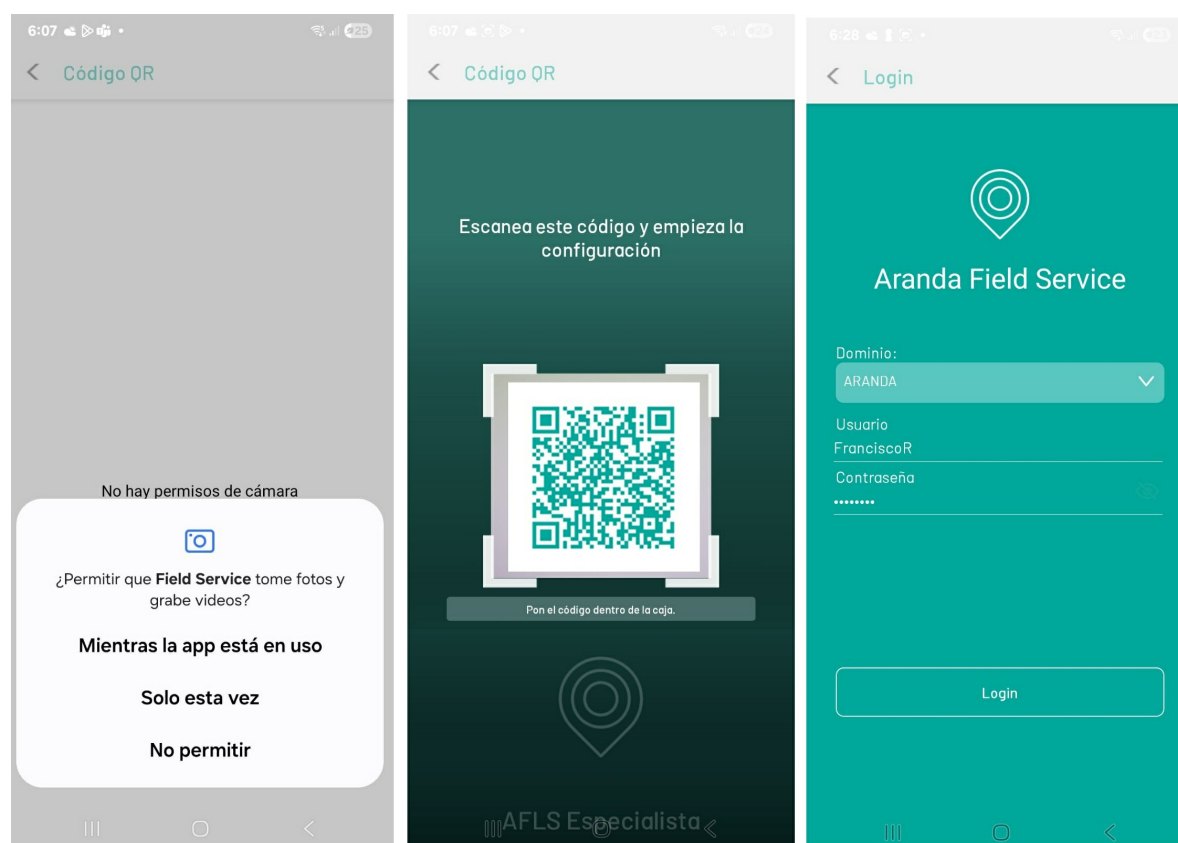 6:07
25
Código QR
No hay permisos de cámara
¿Permitir que Field Service tome fotos y
grabe videos?
Mientras la app está en uso
Solo esta vez
No permitir
6:07
Código QR
Escanea este código y empieza la
configuración
Pon el código dentro de la caja.
AFLS Especialista
6:28
Login
Aranda Field Service
Dominio:
ARANDA
Usuario
FranciscoR
Contraseña
••••••••
Login